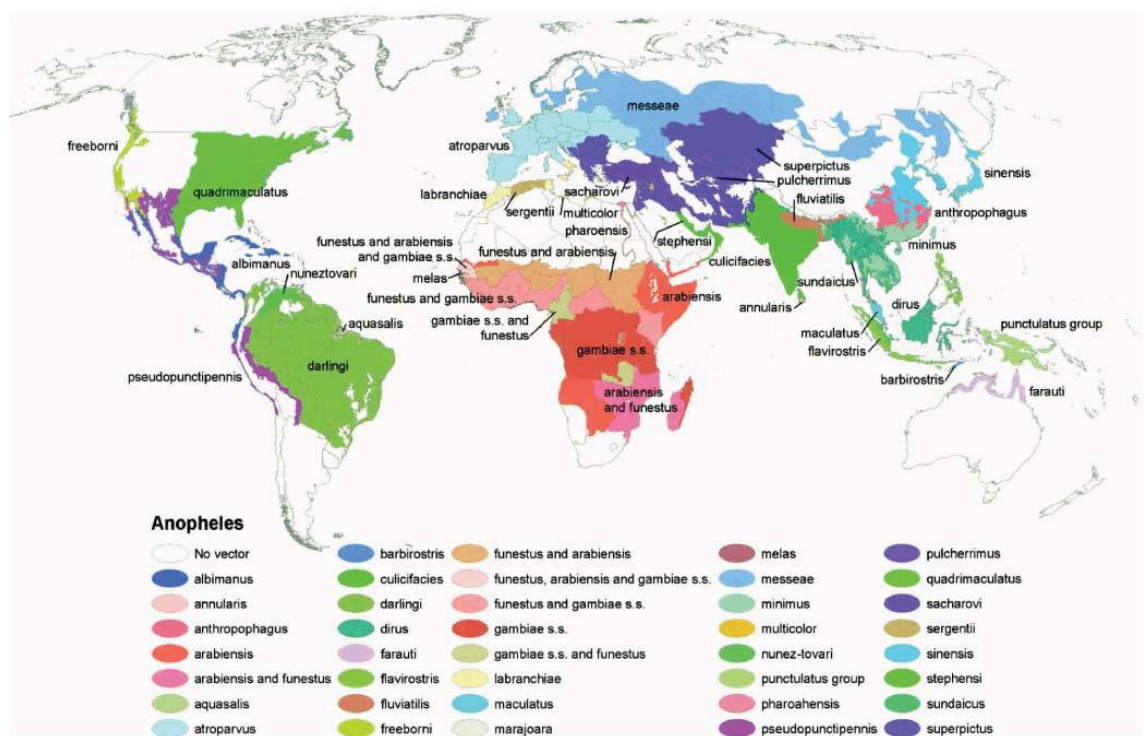 messeae
freeborni
atroparvus
superpictus
pulcherrimus
sinensis
quadrimaculatus
labranchiae
sacharovi
fluviatilis
sergentii
multicolor
anthropophagus
pharoensis
minimus
funestus and arabiensis
and gambiae s.s.
funestus and arabiensis
stephensi
albimanus
nuneztovari
culicifacies
melas
sundaicus
funestus and gambiae s.s.
arabiensis
annularis
dirus
aquasalis
gambiae s.s. and
funestus
maculatus
punctulatus group
gambiae s.s.
flavirostris
darlingi
pseudopunctipennis
arabiensis
and funestus
barbirostris
farauti
Anopheles
No vector
albimanus
annularis
anthropophagus
arabiensis
arabiensis and funestus
aquasalis
atroparvus
barbirostris
culicifacies
darlingi
dirus
farauti
flavirostris
fluviatilis
freeborni
funestus and arabiensis
funestus, arabiensis and gambiae s.s.
funestus and gambiae s.s.
gambiae s.s.
gambiae s.s. and funestus
labranchiae
maculatus
marajoara
melas
messeae
minimus
multicolor
nunez-tovari
punctulatus group
pharoahensis
pseudopunctipennis
pulcherrimus
quadrimaculatus
sacharovi
sergentii
sinensis
stephensi
sundaicus
superpictus